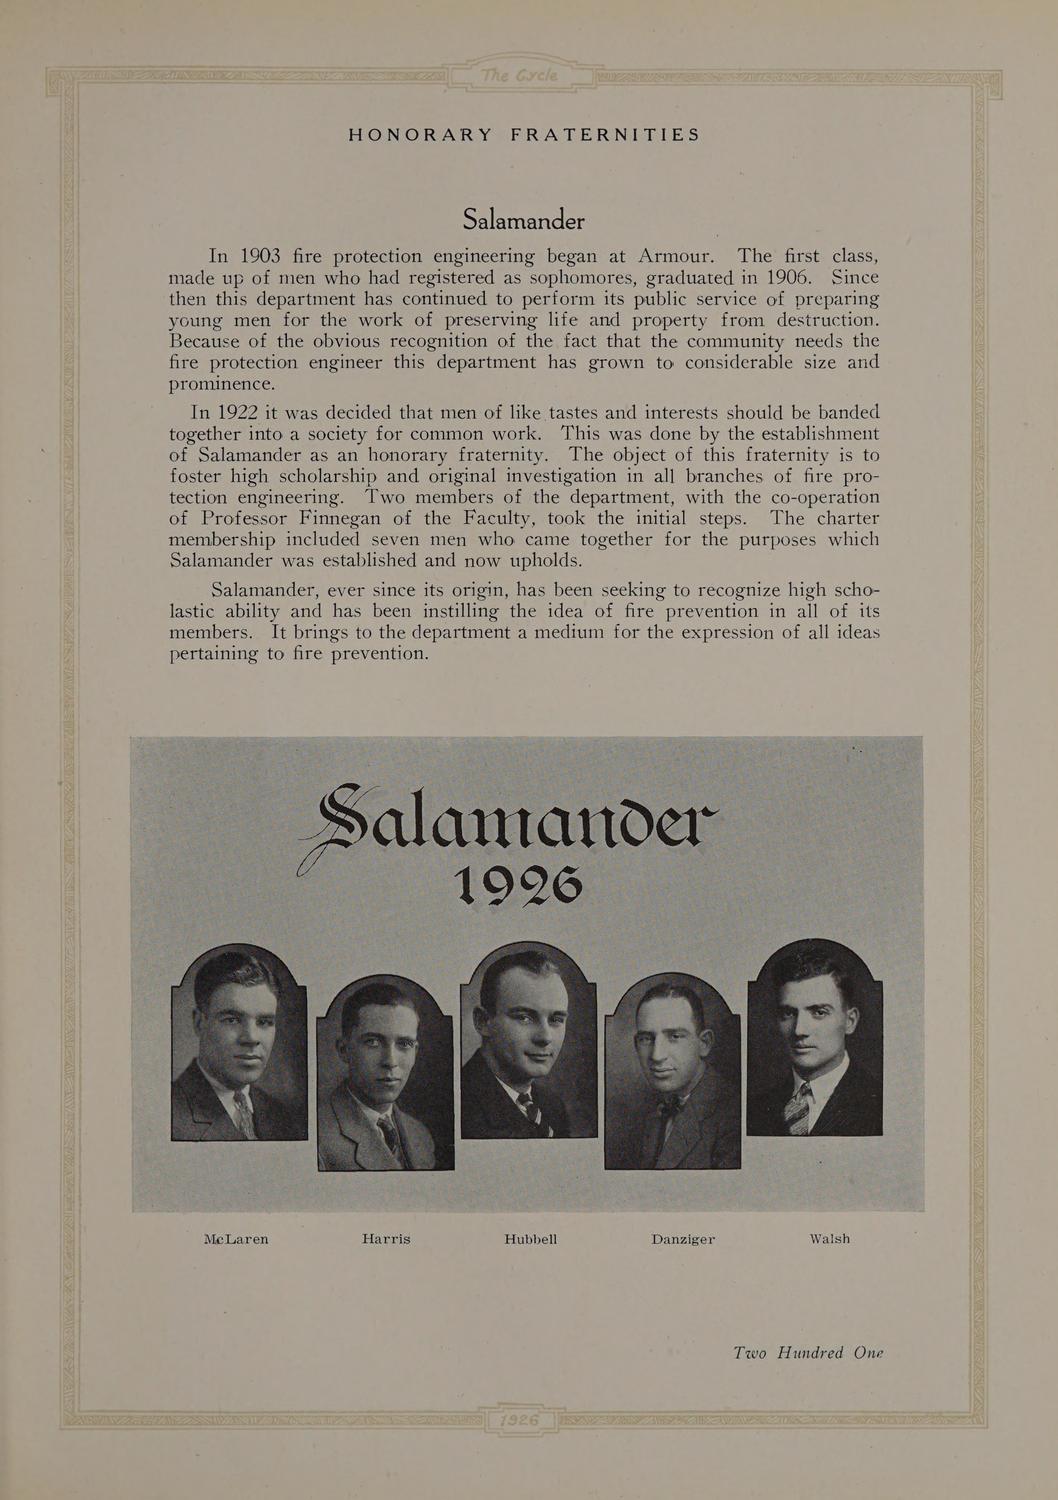 The Cycle
HONORARY FRATERNITIES
Salamander
In 1903 fire protection engineering began at Armour. The first class,
made up of men who had registered as sophomores, graduated in 1906. Since
then this department has continued to perform its public service of preparing
young men for the work of preserving life and property from destruction.
Because of the obvious recognition of the fact that the community needs the
fire protection engineer this department has grown to considerable size and
prominence.
In 1922 it was decided that men of like tastes and interests should be banded
together into a society for common work. This was done by the establishment
of Salamander as an honorary fraternity. The object of this fraternity is to
foster high scholarship and original investigation in all branches of fire pro-
tection engineering. Two members of the department, with the co-operation
of Professor Finnegan of the Faculty, took the initial steps. The charter
membership included seven men who came together for the purposes which
Salamander was established and now upholds.
Salamander, ever since its origin, has been seeking to recognize high scho-
lastic ability and has been instilling the idea of fire prevention in all of its
members. It brings to the department a medium for the expression of all ideas
pertaining to fire prevention.
Salamander
1926
McLaren Harris Hubbell Danziger Walsh
Two Hundred One
1926